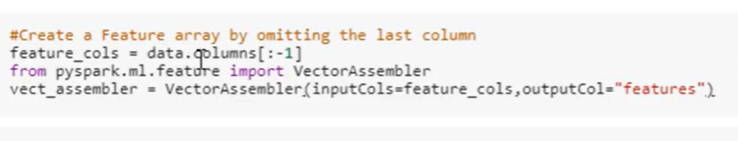 #Create a Feature array by omitting the last column
feature_cols = data.columns[:-1]
from pyspark.ml.feature import VectorAssembler
vect_assembler = VectorAssembler(inputCols=feature_cols,outputCol="features")